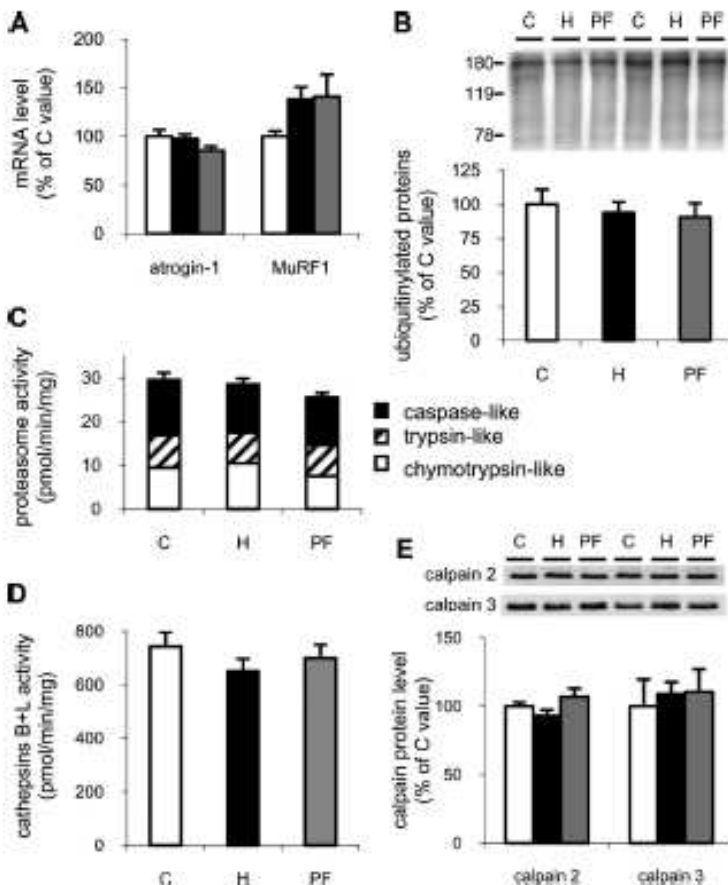 A
mRNA level
(% of C value)
200
150
100
50
0
atrogin-1 MuRF1
B
C H PF C H PF
180
119
78
ubiquitinylated proteins
(% of C value)
125
100
75
50
25
0
C H PF
C
proteasome activity
(pmol/min/mg)
30
20
10
0
C H PF
caspase-like
trypsin-like
chymotrypsin-like
D
cathepsins B+L activity
(pmol/min/mg)
800
600
400
200
0
C H PF
E
C H PF C H PF
calpain 2
calpain 3
calpain protein level
(% of C value)
150
100
50
0
calpain 2 calpain 3